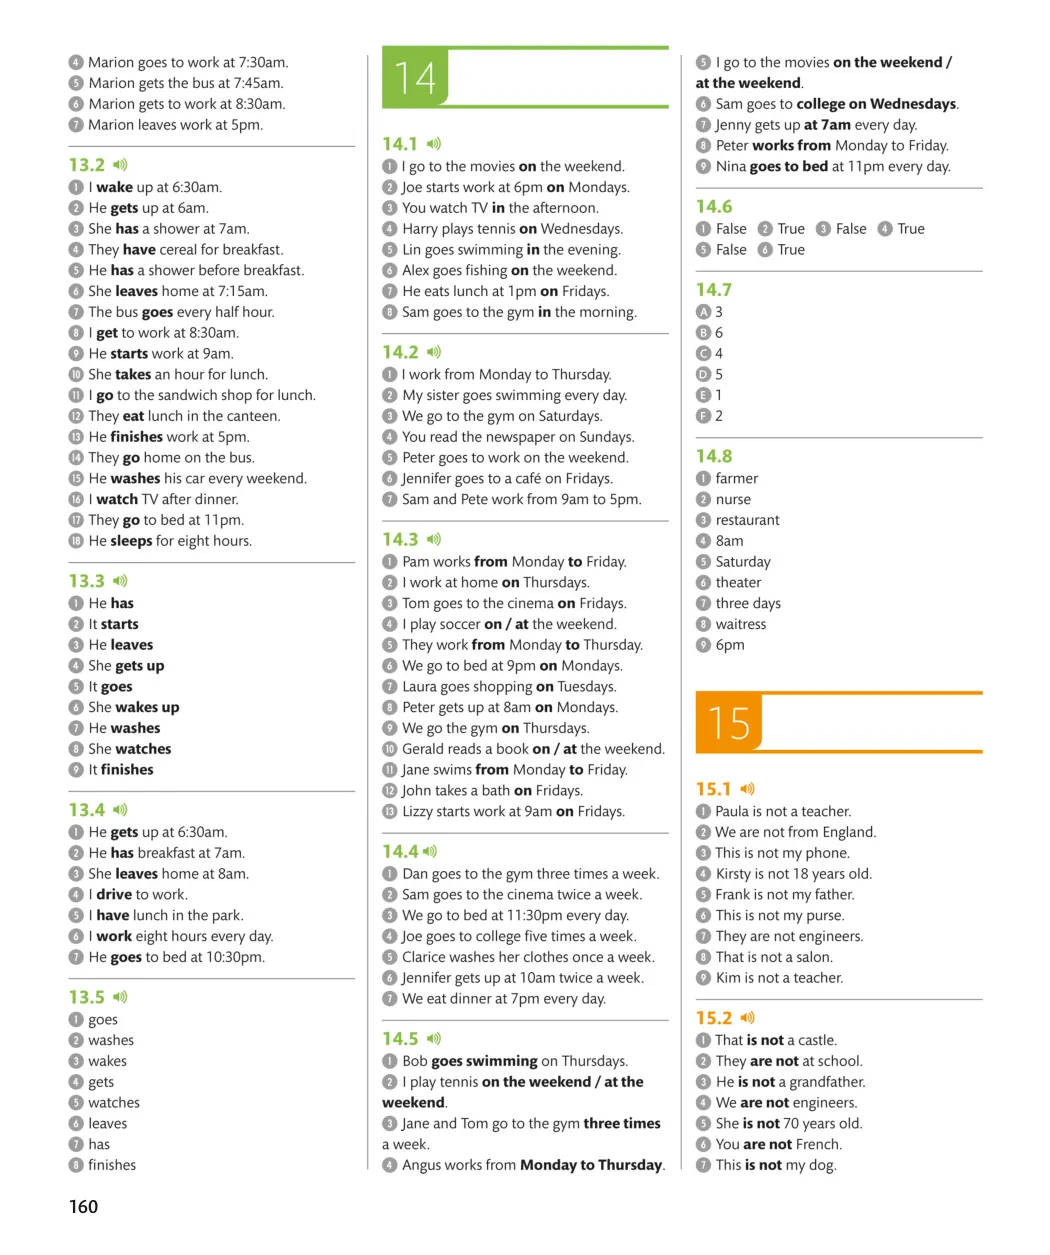 4 Marion goes to work at 7:30am.
5 Marion gets the bus at 7:45am.
6 Marion gets to work at 8:30am.
7 Marion leaves work at 5pm.
13.2
1 I wake up at 6:30am.
2 He gets up at 6am.
3 She has a shower at 7am.
4 They have cereal for breakfast.
5 He has a shower before breakfast.
6 She leaves home at 7:15am.
7 The bus goes every half hour.
8 I get to work at 8:30am.
9 He starts work at 9am.
10 She takes an hour for lunch.
11 I go to the sandwich shop for lunch.
12 They eat lunch in the canteen.
13 He finishes work at 5pm.
14 They go home on the bus.
15 He washes his car every weekend.
16 I watch TV after dinner.
17 They go to bed at 11pm.
18 He sleeps for eight hours.
13.3
1 He has
2 It starts
3 He leaves
4 She gets up
5 It goes
6 She wakes up
7 He washes
8 She watches
9 It finishes
13.4
1 He gets up at 6:30am.
2 He has breakfast at 7am.
3 She leaves home at 8am.
4 I drive to work.
5 I have lunch in the park.
6 I work eight hours every day.
7 He goes to bed at 10:30pm.
13.5
1 goes
2 washes
3 wakes
4 gets
5 watches
6 leaves
7 has
8 finishes
14
14.1
1 I go to the movies on the weekend.
2 Joe starts work at 6pm on Mondays.
3 You watch TV in the afternoon.
4 Harry plays tennis on Wednesdays.
5 Lin goes swimming in the evening.
6 Alex goes fishing on the weekend.
7 He eats lunch at 1pm on Fridays.
8 Sam goes to the gym in the morning.
14.2
1 I work from Monday to Thursday.
2 My sister goes swimming every day.
3 We go to the gym on Saturdays.
4 You read the newspaper on Sundays.
5 Peter goes to work on the weekend.
6 Jennifer goes to a café on Fridays.
7 Sam and Pete work from 9am to 5pm.
14.3
1 Pam works from Monday to Friday.
2 I work at home on Thursdays.
3 Tom goes to the cinema on Fridays.
4 I play soccer on / at the weekend.
5 They work from Monday to Thursday.
6 We go to bed at 9pm on Mondays.
7 Laura goes shopping on Tuesdays.
8 Peter gets up at 8am on Mondays.
9 We go the gym on Thursdays.
10 Gerald reads a book on / at the weekend.
11 Jane swims from Monday to Friday.
12 John takes a bath on Fridays.
13 Lizzy starts work at 9am on Fridays.
14.4
1 Dan goes to the gym three times a week.
2 Sam goes to the cinema twice a week.
3 We go to bed at 11:30pm every day.
4 Joe goes to college five times a week.
5 Clarice washes her clothes once a week.
6 Jennifer gets up at 10am twice a week.
7 We eat dinner at 7pm every day.
14.5
1 Bob goes swimming on Thursdays.
2 I play tennis on the weekend / at the
weekend.
3 Jane and Tom go to the gym three times
a week.
4 Angus works from Monday to Thursday.
5 I go to the movies on the weekend /
at the weekend.
6 Sam goes to college on Wednesdays.
7 Jenny gets up at 7am every day.
8 Peter works from Monday to Friday.
9 Nina goes to bed at 11pm every day.
14.6
1 False 2 True 3 False 4 True
5 False 6 True
14.7
A 3
B 6
C 4
D 5
E 1
F 2
14.8
1 farmer
2 nurse
3 restaurant
4 8am
5 Saturday
6 theater
7 three days
8 waitress
9 6pm
15
15.1
1 Paula is not a teacher.
2 We are not from England.
3 This is not my phone.
4 Kirsty is not 18 years old.
5 Frank is not my father.
6 This is not my purse.
7 They are not engineers.
8 That is not a salon.
9 Kim is not a teacher.
15.2
1 That is not a castle.
2 They are not at school.
3 He is not a grandfather.
4 We are not engineers.
5 She is not 70 years old.
6 You are not French.
7 This is not my dog.
160